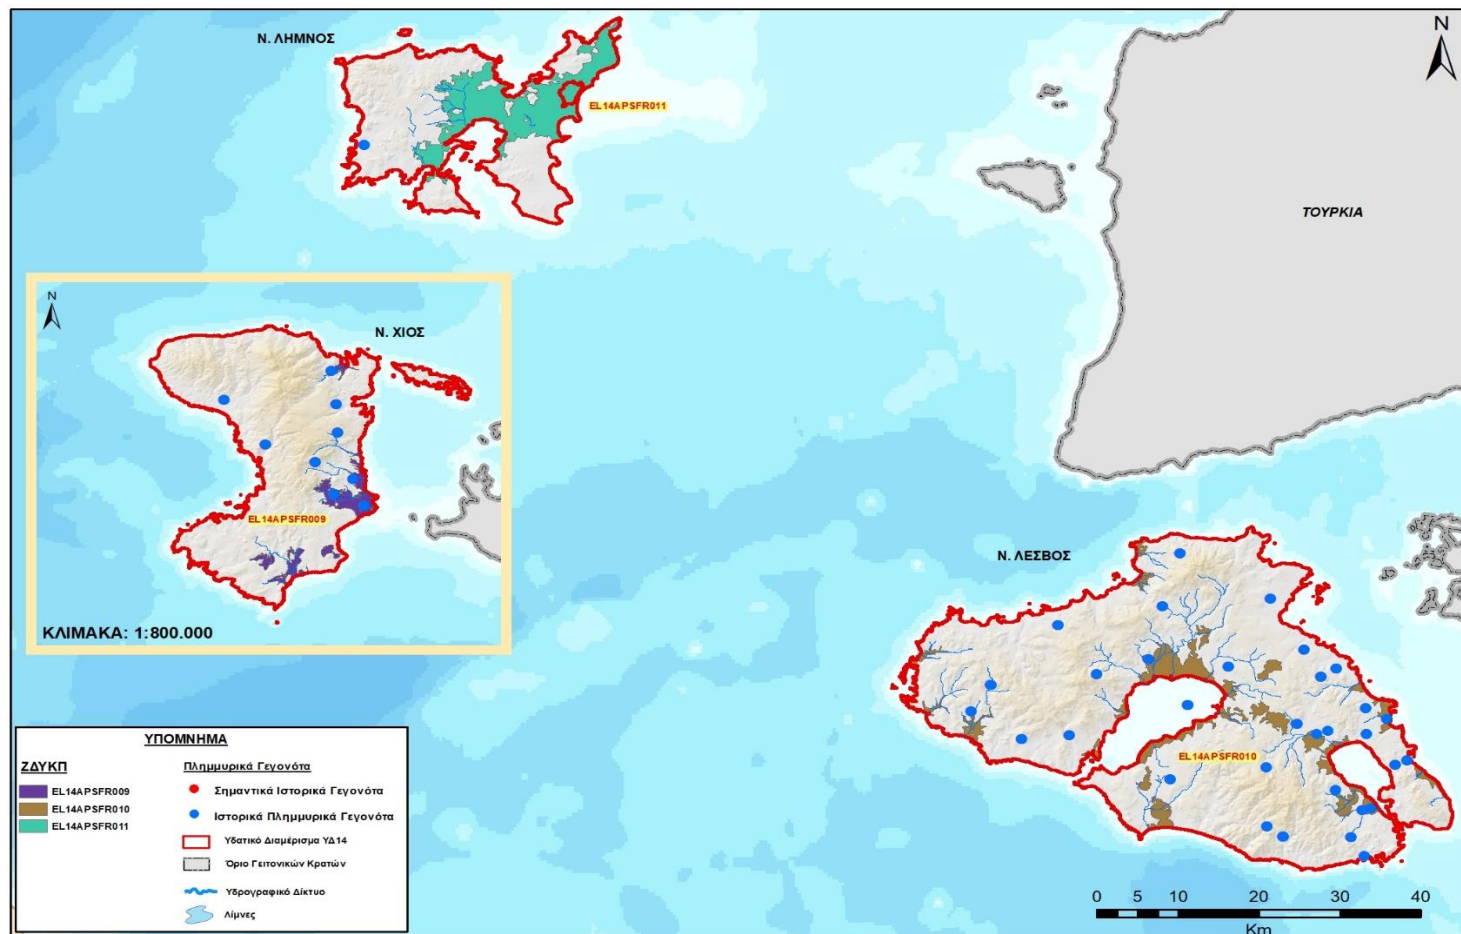 Ν. ΛΗΜΝΟΣ
N
EL14APSFR011
ΤΟΥΡΚΙΑ
N
Ν. ΧΙΟΣ
EL14APSFR009
ΚΛΙΜΑΚΑ: 1:800.000
Ν. ΛΕΣΒΟΣ
EL14APSFR010
ΥΠΟΜΝΗΜΑ
ΖΔΥΚΠ
EL14APSFR009
EL14APSFR010
EL14APSFR011
Πλημμυρικά Γεγονότα
Σημαντικά Ιστορικά Γεγονότα
Ιστορικά Πλημμυρικά Γεγονότα
Υδατικό Διαμέρισμα ΥΔ14
Όριο Γειτονικών Κρατών
Υδρογραφικό Δίκτυο
Λίμνες
0 5 10 20 30 40
Km